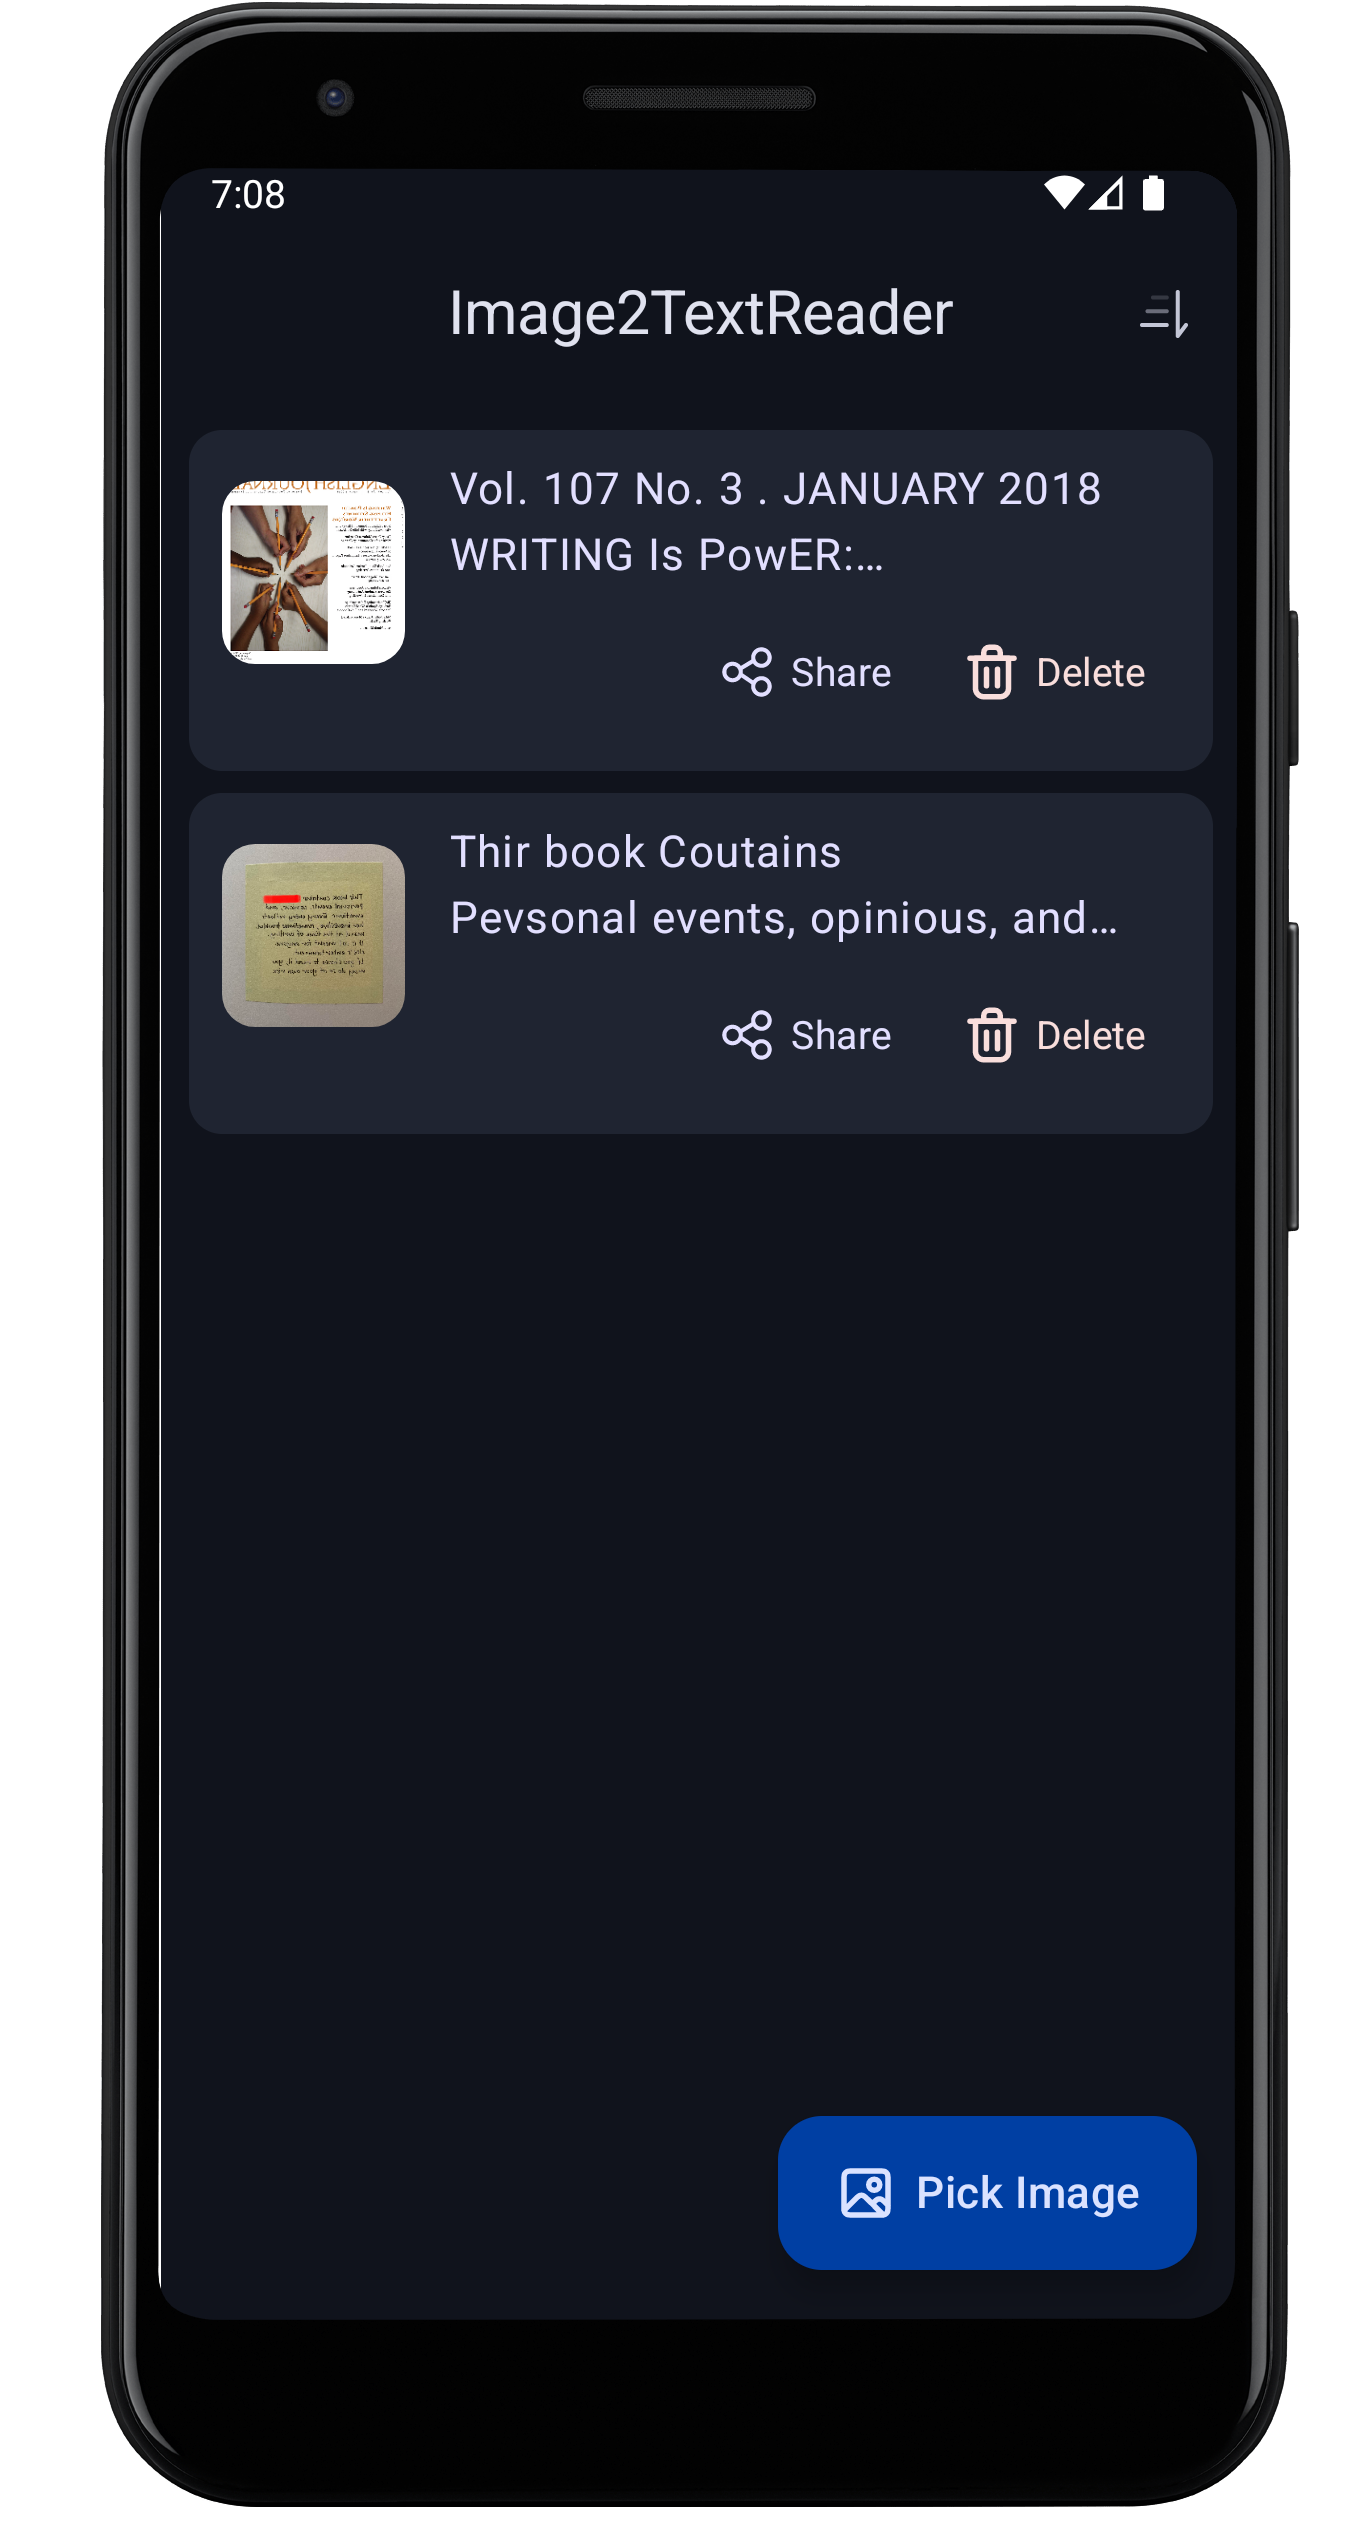 7:08
Image2TextReader
Vol. 107 No. 3 . JANUARY 2018
WRITING Is PowER:...
Share Delete
Thir book Coutains
Pevsonal events, opinious, and...
Share Delete
Pick Image